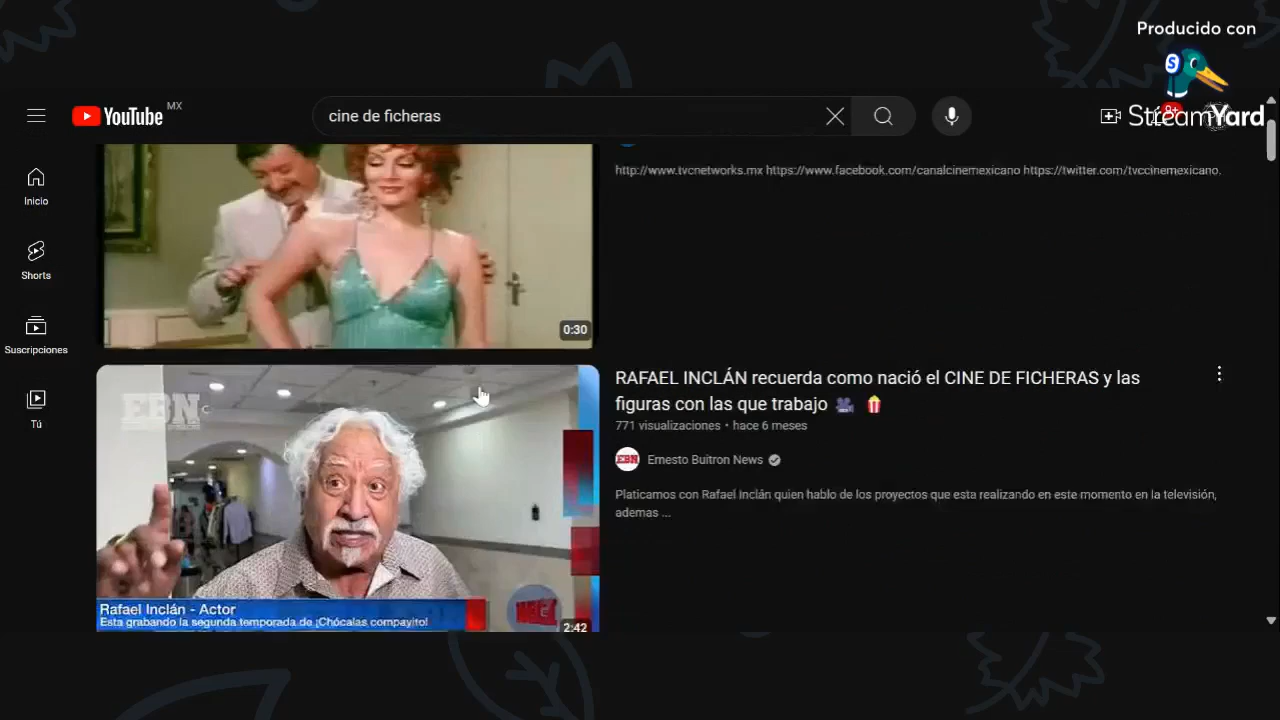 Producido con
StreamYard
YouTube
MX
cine de ficheras
9+
Inicio
Shorts
Suscripciones
Tú
http://www.tvcnetworks.mx https://www.facebook.com/canalcinemexicano https://twitter.com/tvccinemexicano.
0:30
RAFAEL INCLÁN recuerda como nació el CINE DE FICHERAS y las
figuras con las que trabajo
771 visualizaciones • hace 6 meses
EBN Ernesto Buitron News
Platicamos con Rafael Inclán quien hablo de los proyectos que esta realizando en este momento en la televisión,
ademas ...
EBN
Rafael Inclán - Actor
Esta grabando la segunda temporada de ¡Chócalas compayito!
2:42